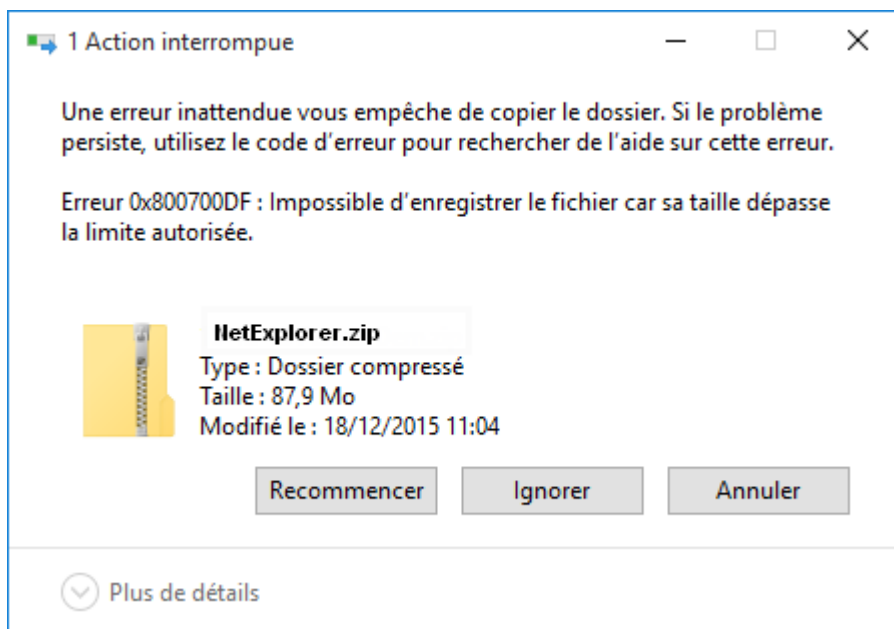 1 Action interrompue
Une erreur inattendue vous empêche de copier le dossier. Si le problème
persiste, utilisez le code d’erreur pour rechercher de l’aide sur cette erreur.
Erreur 0x800700DF : Impossible d’enregistrer le fichier car sa taille dépasse
la limite autorisée.
NetExplorer.zip
Type : Dossier compressé
Taille : 87,9 Mo
Modifié le : 18/12/2015 11:04
Recommencer Ignorer Annuler
Plus de détails